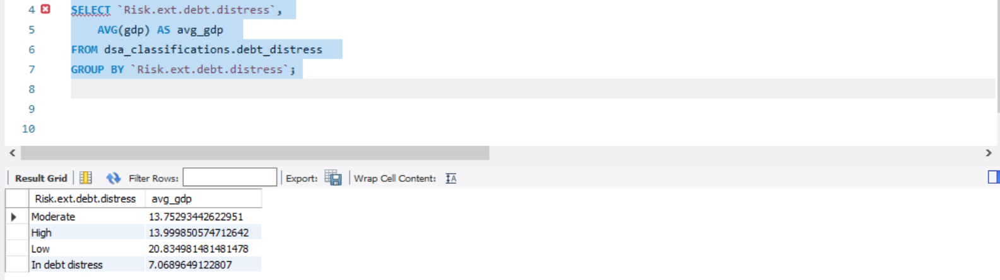 4 SELECT `Risk.ext.debt.distress`,
5 AVG(gdp) AS avg_gdp
6 FROM dsa_classifications.debt_distress
7 GROUP BY `Risk.ext.debt.distress`;
8
9
10
Result Grid Filter Rows: Export: Wrap Cell Content: IA
Risk.ext.debt.distress avg_gdp
Moderate 13.75293442622951
High 13.999850574712642
Low 20.834981481481478
In debt distress 7.0689649122807